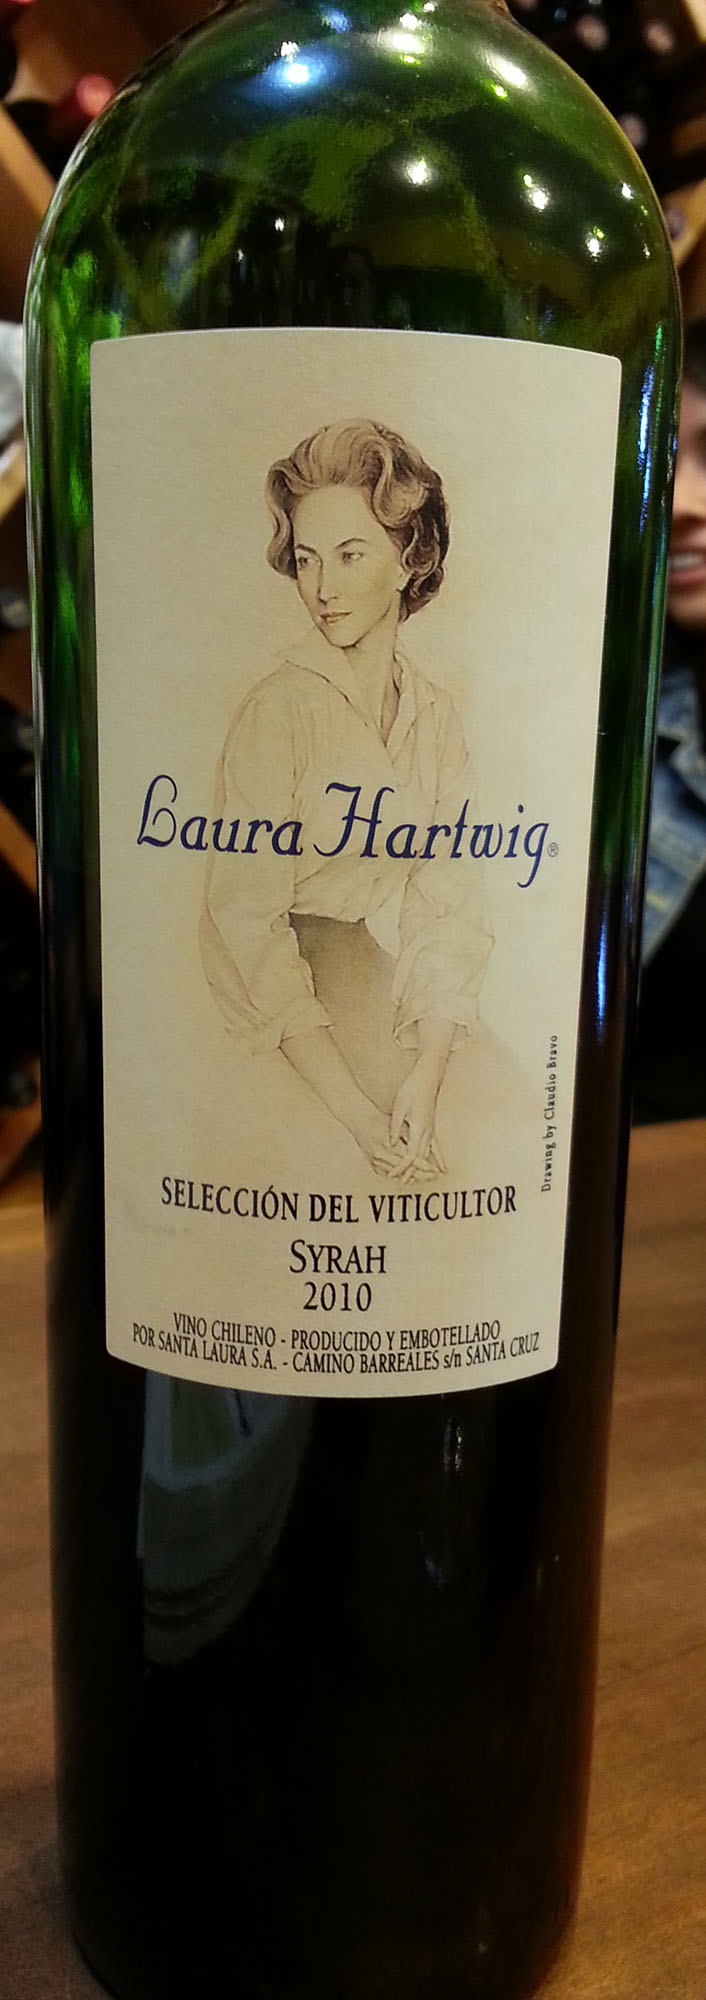 Laura Hartwig®
Drawing by Claudio Bravo
SELECCIÓN DEL VITICULTOR
SYRAH
2010
VINO CHILENO - PRODUCIDO Y EMBOTELLADO
POR SANTA LAURA S.A. - CAMINO BARREALES s/n SANTA CRUZ